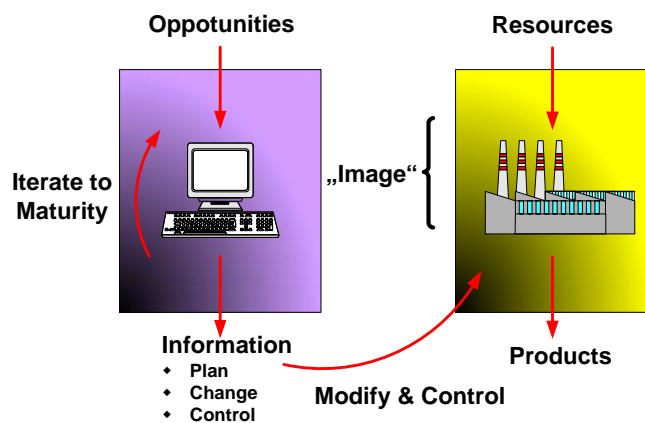 Oppotunities
Resources
Iterate to
Maturity
„Image“
Information
◆ Plan
◆ Change
◆ Control
Modify & Control
Products